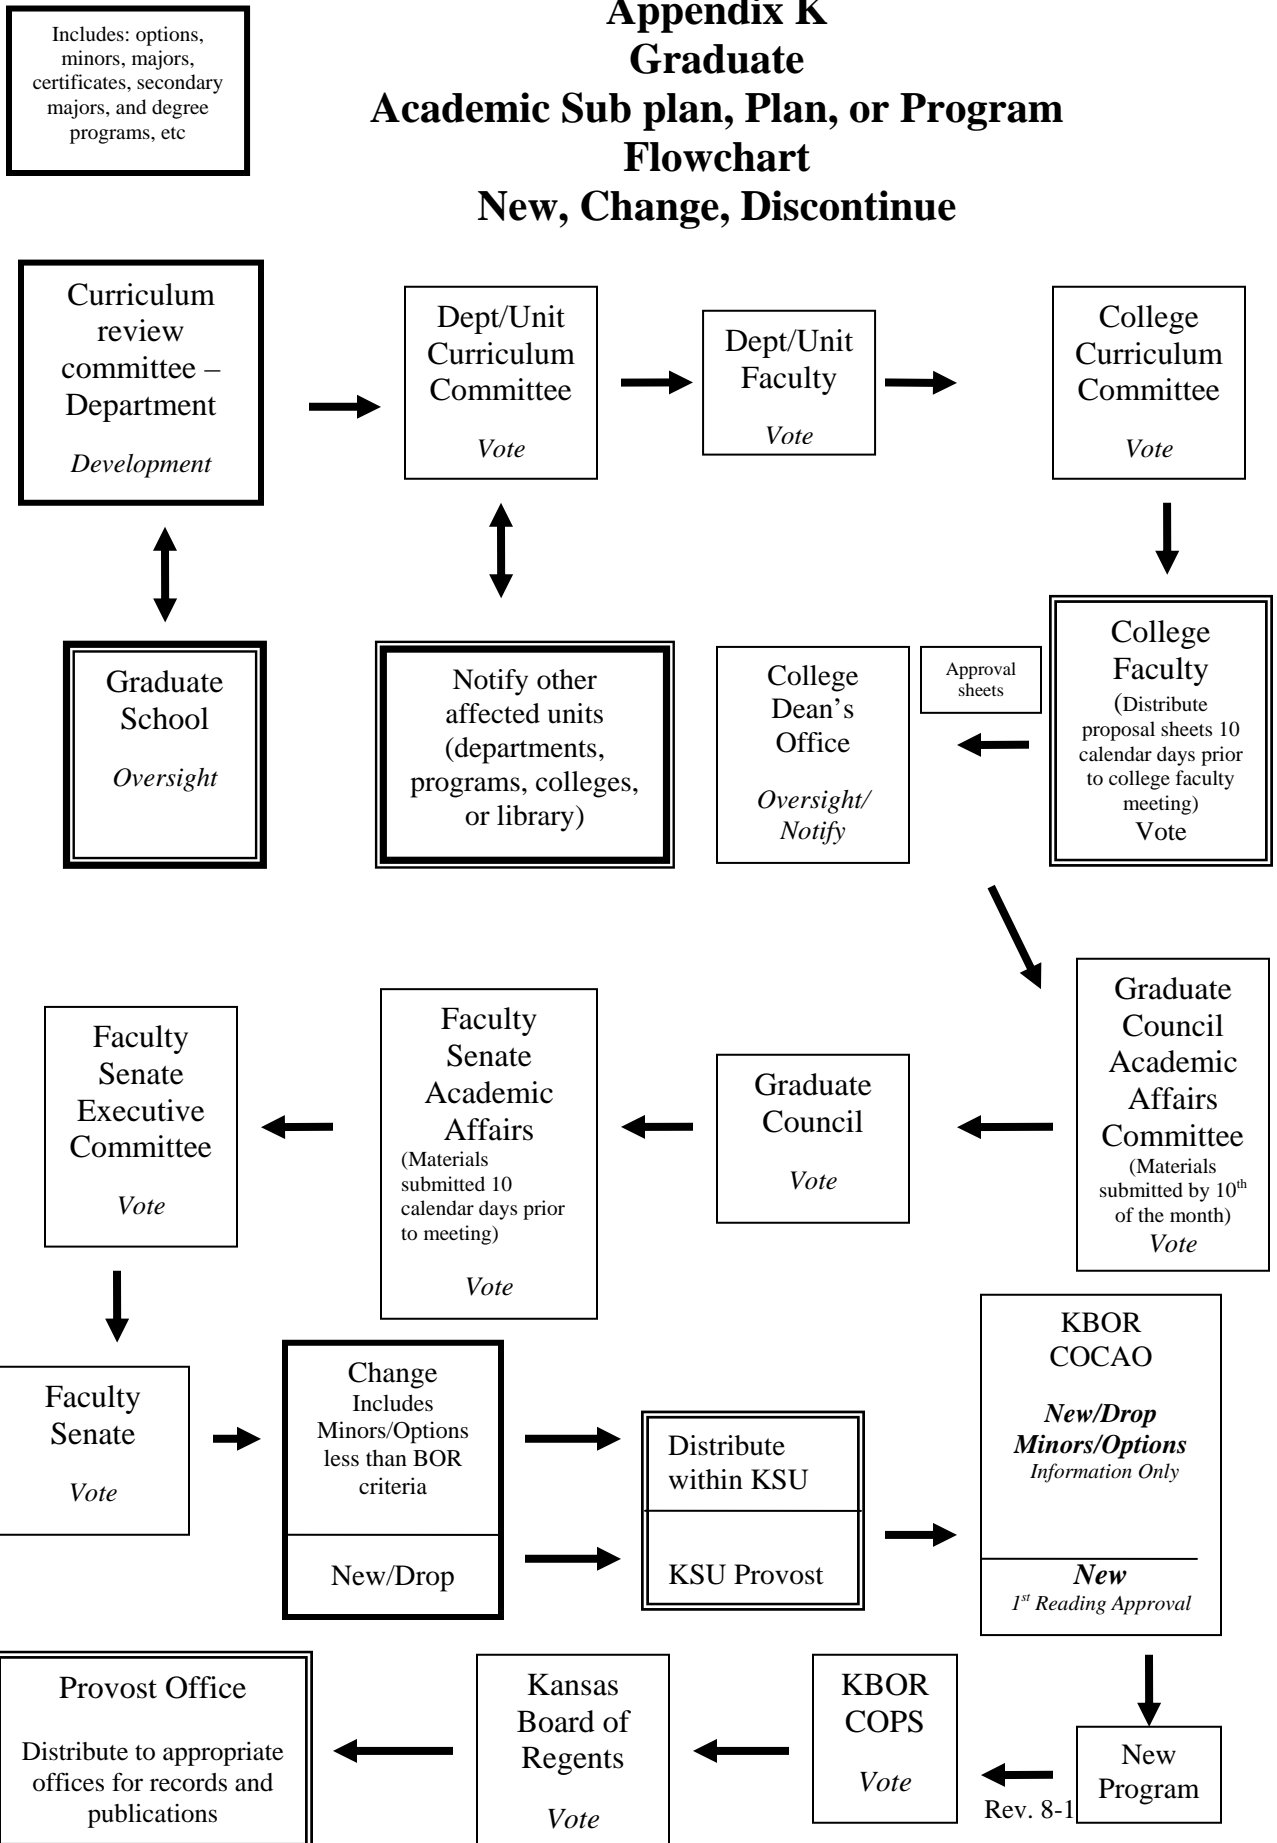 Includes: options,
minors, majors,
certificates, secondary
majors, and degree
programs, etc
Appendix K
Graduate
Academic Sub plan, Plan, or Program
Flowchart
New, Change, Discontinue
Curriculum
review
committee –
Department
Development
Dept/Unit
Curriculum
Committee
Vote
Dept/Unit
Faculty
Vote
College
Curriculum
Committee
Vote
Graduate
School
Oversight
Notify other
affected units
(departments,
programs, colleges,
or library)
College
Dean's
Office
Oversight/
Notify
Approval
sheets
College
Faculty
(Distribute
proposal sheets 10
calendar days prior
to college faculty
meeting)
Vote
Faculty
Senate
Executive
Committee
Vote
Faculty
Senate
Academic
Affairs
(Materials
submitted 10
calendar days prior
to meeting)
Vote
Graduate
Council
Vote
Graduate
Council
Academic
Affairs
Committee
(Materials
submitted by 10th
of the month)
Vote
Faculty
Senate
Vote
Change
Includes
Minors/Options
less than BOR
criteria
New/Drop
Distribute
within KSU
KSU Provost
KBOR
COCAO
New/Drop
Minors/Options
Information Only
New
1st Reading Approval
Provost Office
Distribute to appropriate
offices for records and
publications
Kansas
Board of
Regents
Vote
KBOR
COPS
Vote
New
Program
Rev. 8-1